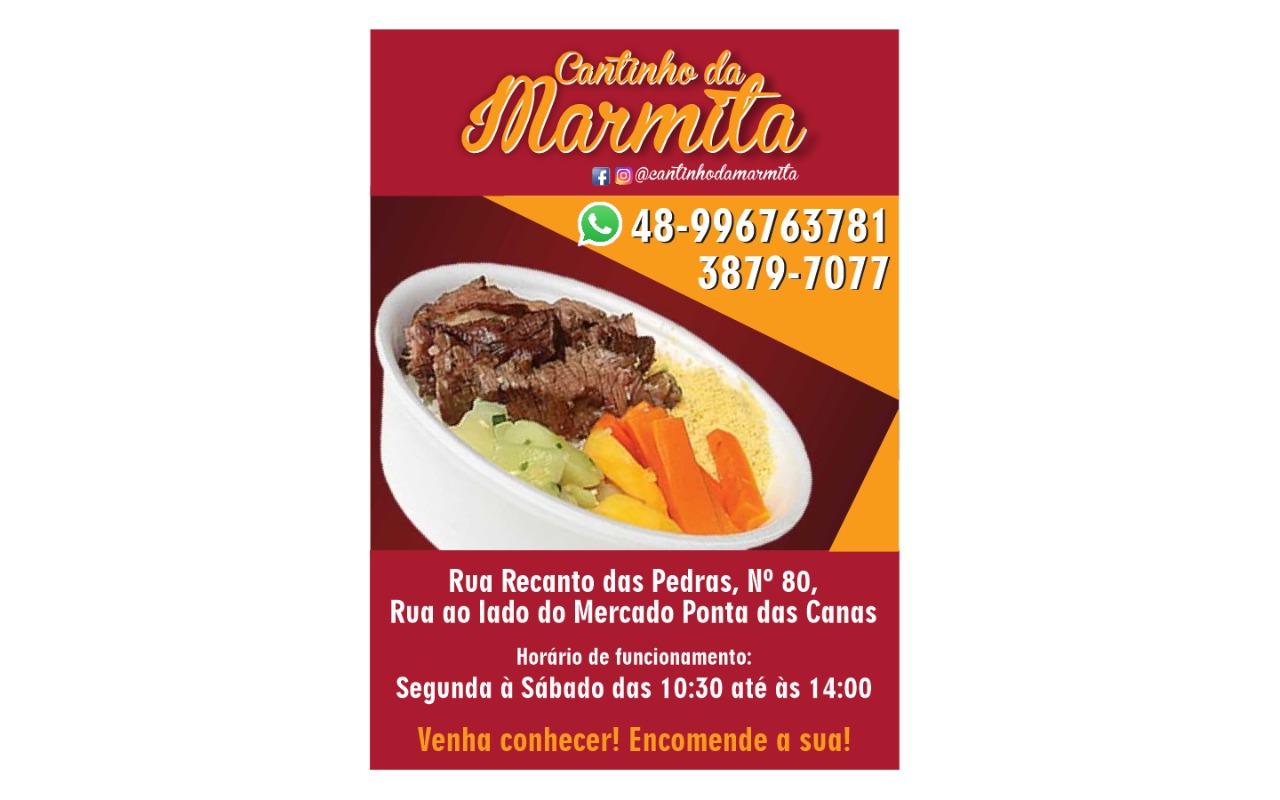 Cantinho da
Marmita
@cantinhodamarmita
48-996763781
3879-7077
Rua Recanto das Pedras, Nº 80,
Rua ao lado do Mercado Ponta das Canas
Horário de funcionamento:
Segunda à Sábado das 10:30 até às 14:00
Venha conhecer! Encomende a sua!